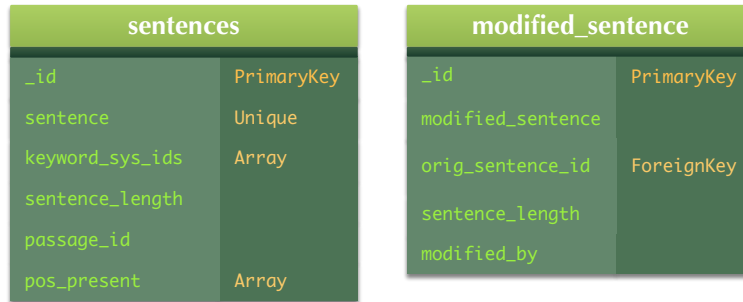 sentences
_id PrimaryKey
sentence Unique
keyword_sys_ids Array
sentence_length
passage_id
pos_present Array
modified_sentence
_id PrimaryKey
modified_sentence
orig_sentence_id ForeignKey
sentence_length
modified_by